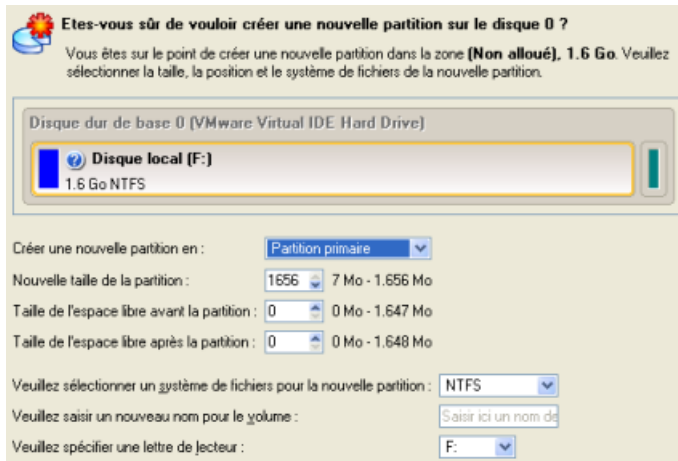 Etes-vous sûr de vouloir créer une nouvelle partition sur le disque 0 ?
Vous êtes sur le point de créer une nouvelle partition dans la zone (Non alloué), 1.6 Go. Veuillez
sélectionner la taille, la position et le système de fichiers de la nouvelle partition.
Disque dur de base 0 (VMware Virtual IDE Hard Drive)
Disque local (F:)
1.6 Go NTFS
Créer une nouvelle partition en : Partition primaire
Nouvelle taille de la partition : 1656 7 Mo - 1.656 Mo
Taille de l'espace libre avant la partition : 0 0 Mo - 1.647 Mo
Taille de l'espace libre après la partition : 0 0 Mo - 1.648 Mo
Veuillez sélectionner un système de fichiers pour la nouvelle partition : NTFS
Veuillez saisir un nouveau nom pour le volume : Saisir ici un nom de
Veuillez spécifier une lettre de lecteur : F: